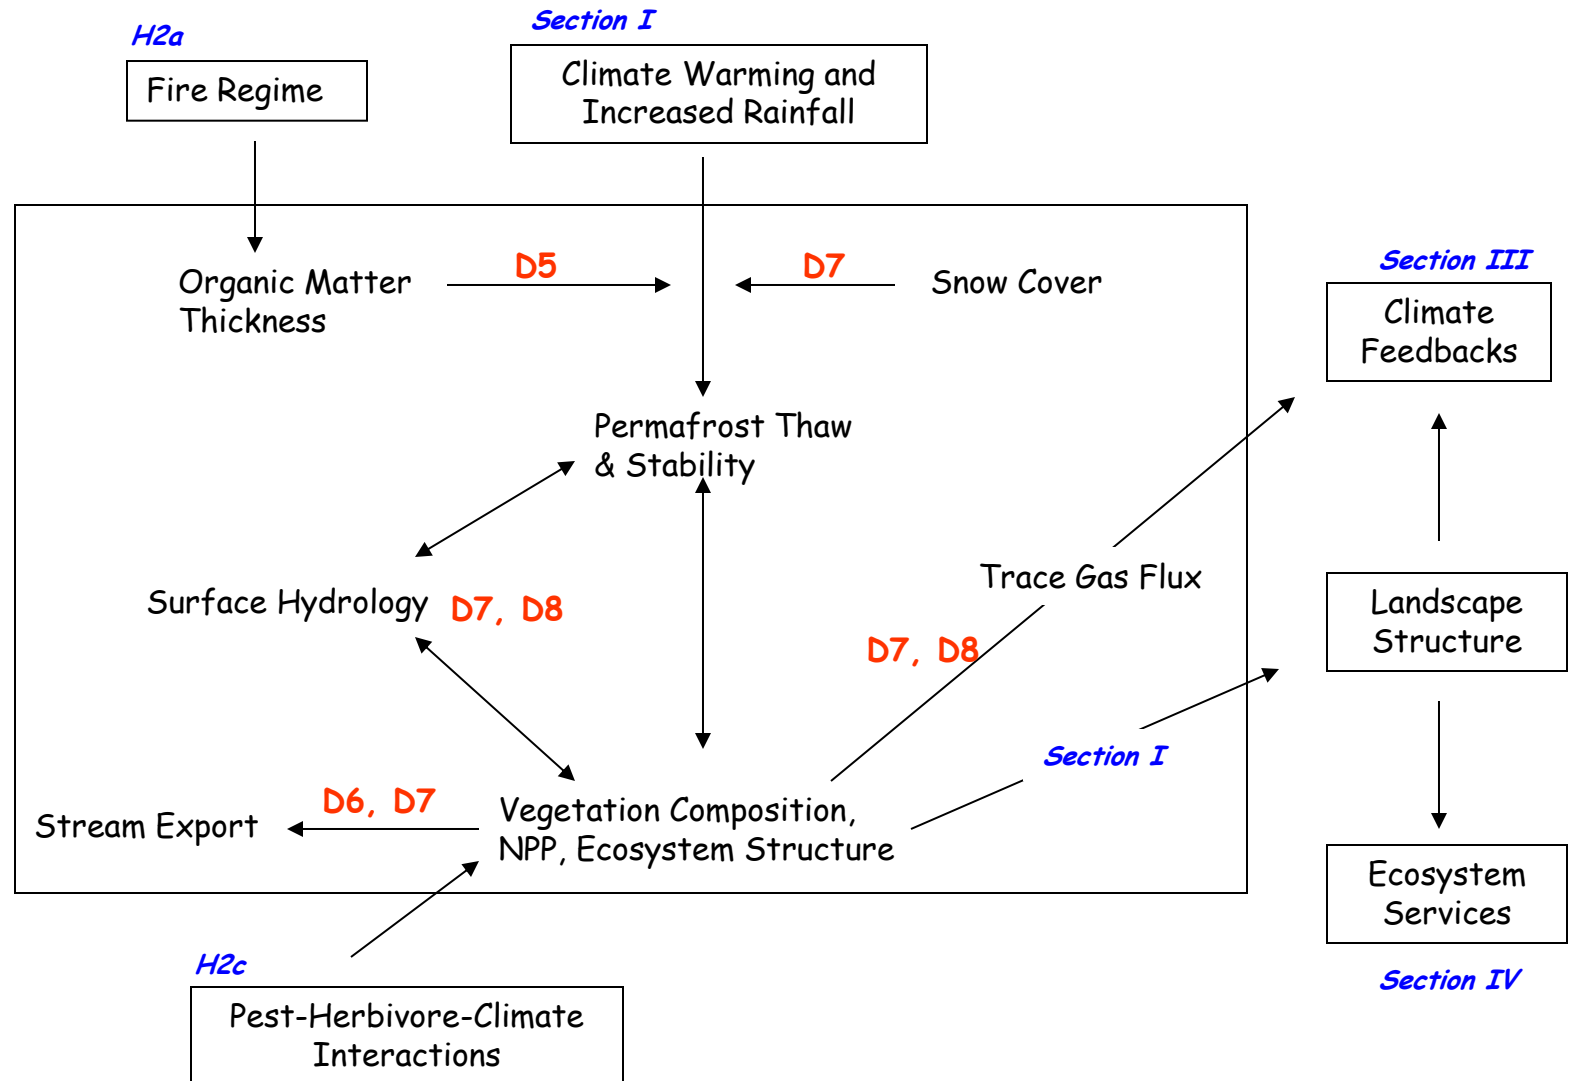 H2a
Section I
Fire Regime
Climate Warming and
Increased Rainfall
D5
D7
Organic Matter
Thickness
Snow Cover
Section III
Climate
Feedbacks
Permafrost Thaw
& Stability
Trace Gas Flux
Surface Hydrology
D7, D8
D7, D8
Landscape
Structure
Section I
D6, D7
Stream Export
Vegetation Composition,
NPP, Ecosystem Structure
Ecosystem
Services
Section IV
H2c
Pest-Herbivore-Climate
Interactions